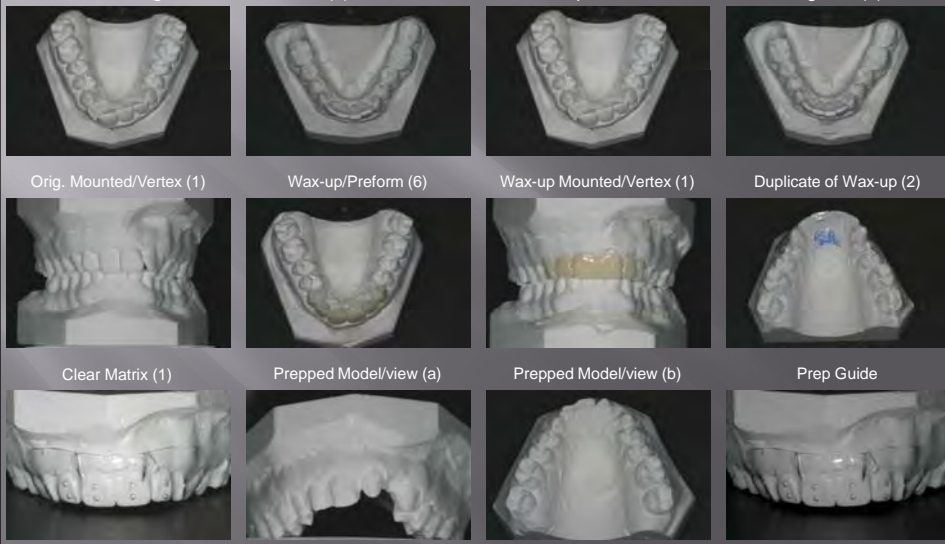 Orig. Mounted/Vertex (1)
Wax-up/Preform (6)
Wax-up Mounted/Vertex (1)
Duplicate of Wax-up (2)
Clear Matrix (1)
Prepped Model/view (a)
Prepped Model/view (b)
Prep Guide